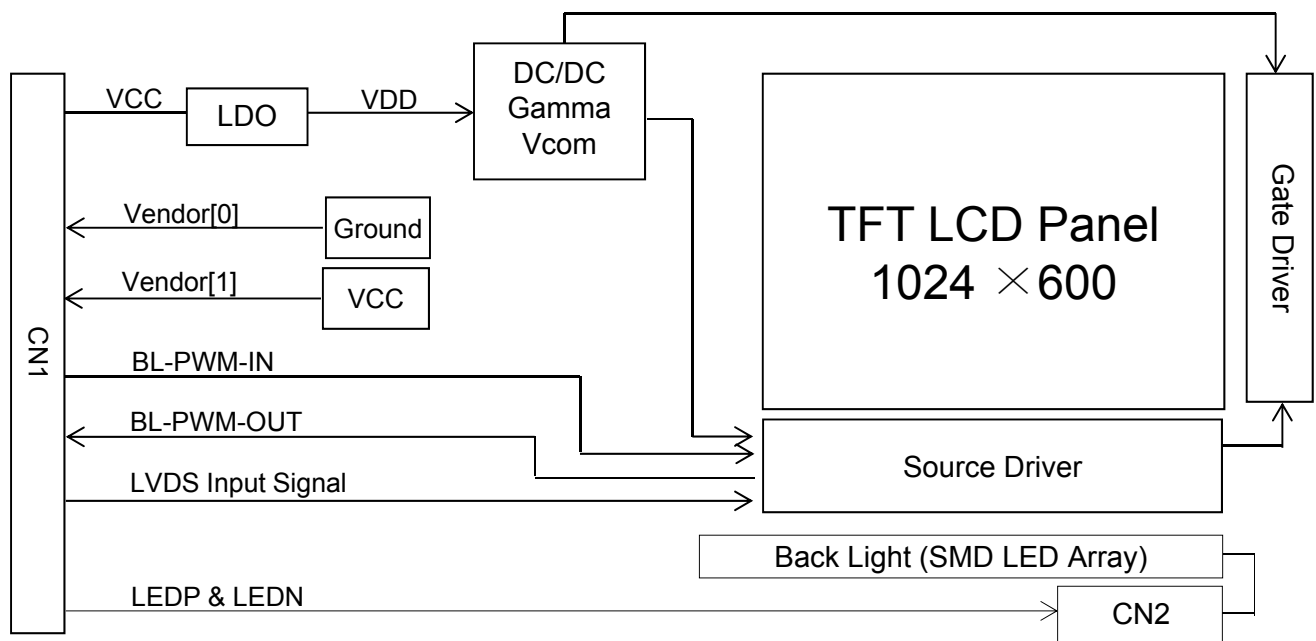 DC/DC
Gamma
Vcom
VCC
LDO
VDD
Vendor[0]
Ground
Vendor[1]
VCC
CN1
BL-PWM-IN
BL-PWM-OUT
LVDS Input Signal
LEDP & LEDN
TFT LCD Panel
1024 ×600
Gate Driver
Source Driver
Back Light (SMD LED Array)
CN2